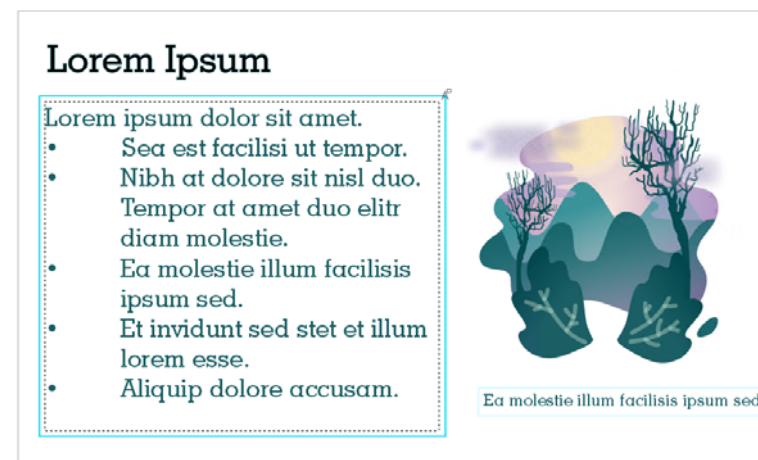 Lorem Ipsum
Lorem ipsum dolor sit amet.
• Sea est facilisi ut tempor.
• Nibh at dolore sit nisl duo.
Tempor at amet duo elitr
diam molestie.
• Ea molestie illum facilisis
ipsum sed.
• Et invidunt sed stet et illum
lorem esse.
• Aliquip dolore accusam.
Ea molestie illum facilisis ipsum sed